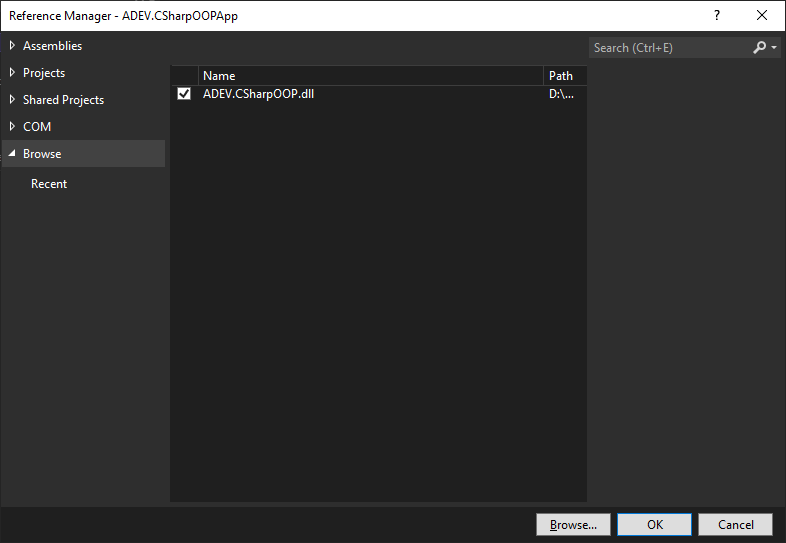 Reference Manager - ADEV.CSharpOOPApp
?
Assemblies
Projects
Shared Projects
COM
Browse
Recent
Name Path
ADEV.CSharpOOP.dll D:\...
Search (Ctrl+E)
Browse... OK Cancel